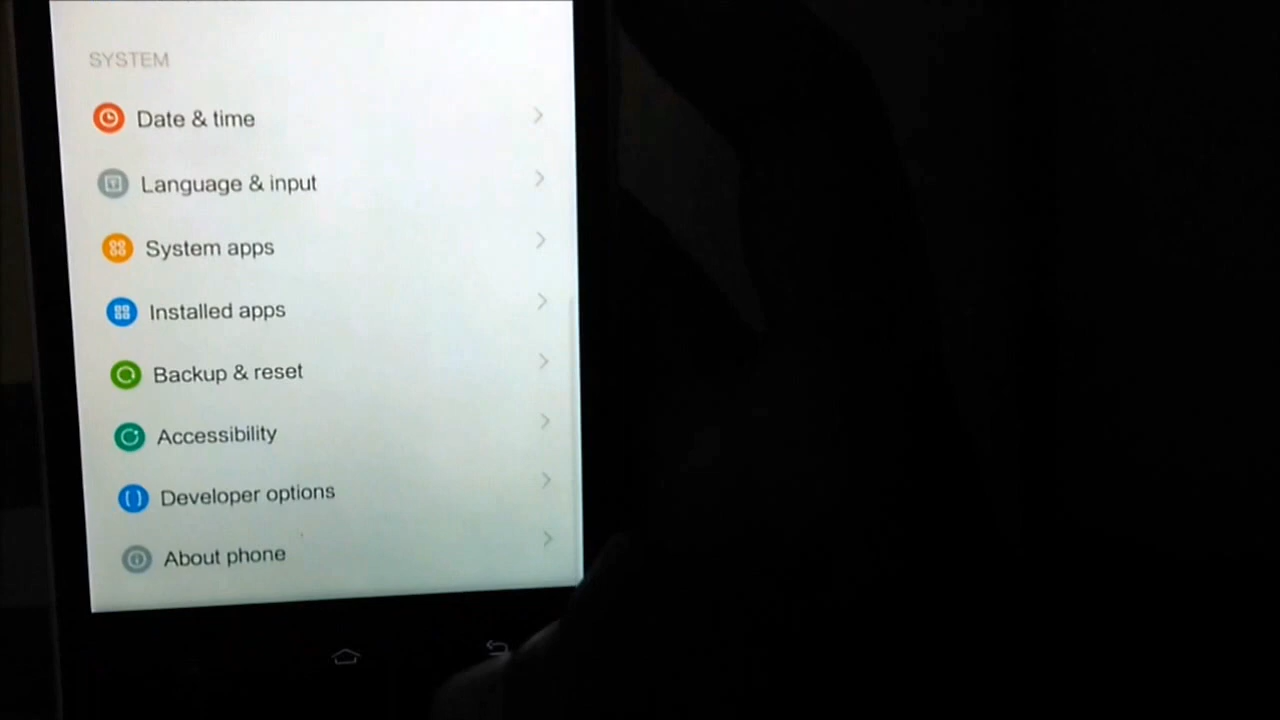 SYSTEM
Date & time
Language & input
System apps
Installed apps
Backup & reset
Accessibility
Developer options
About phone